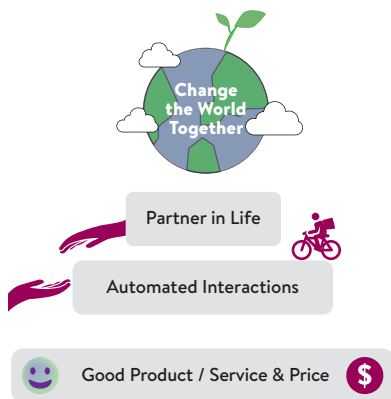 Change
the World
Together
Partner in Life
Automated Interactions
Good Product / Service & Price
$